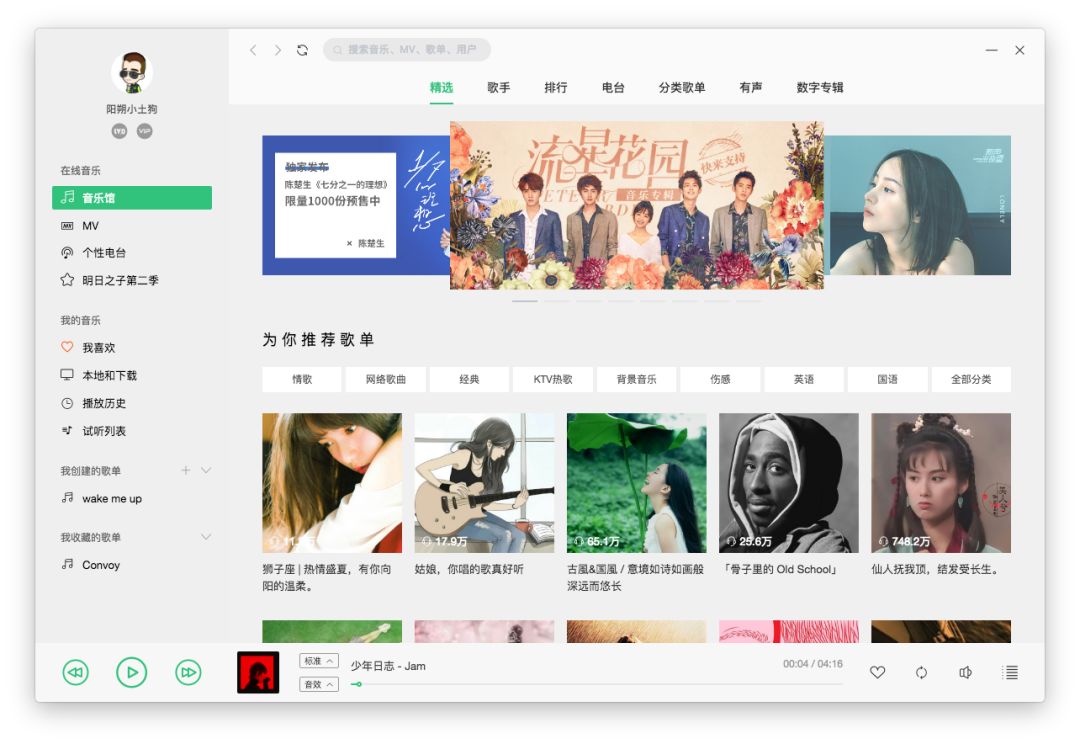 搜索音乐、MV、歌单、用户
阳朔小土狗
VIP
精选
歌手
排行
电台
分类歌单
有声
数字专辑
在线音乐
音乐馆
MV
个性电台
明日之子第二季
我的音乐
我喜欢
本地和下载
播放历史
试听列表
我创建的歌单
wake me up
我收藏的歌单
Convoy
独家发布
陈楚生《七分之一的理想》
限量1000份预售中
× 陈楚生
流星花园
快来支持
音乐专辑
LONELY
为你推荐歌单
情歌
网络歌曲
经典
KTV热歌
背景音乐
伤感
英语
国语
全部分类
17.9万
65.1万
25.6万
748.2万
狮子座 | 热情盛夏，有你向
阳的温柔。
姑娘，你唱的歌真好听
古風&国風 / 意境如诗如画般
深远而悠长
「骨子里的 Old School」
仙人抚我顶，结发受长生。
标准
音效
少年日志 - Jam
00:04 / 04:16